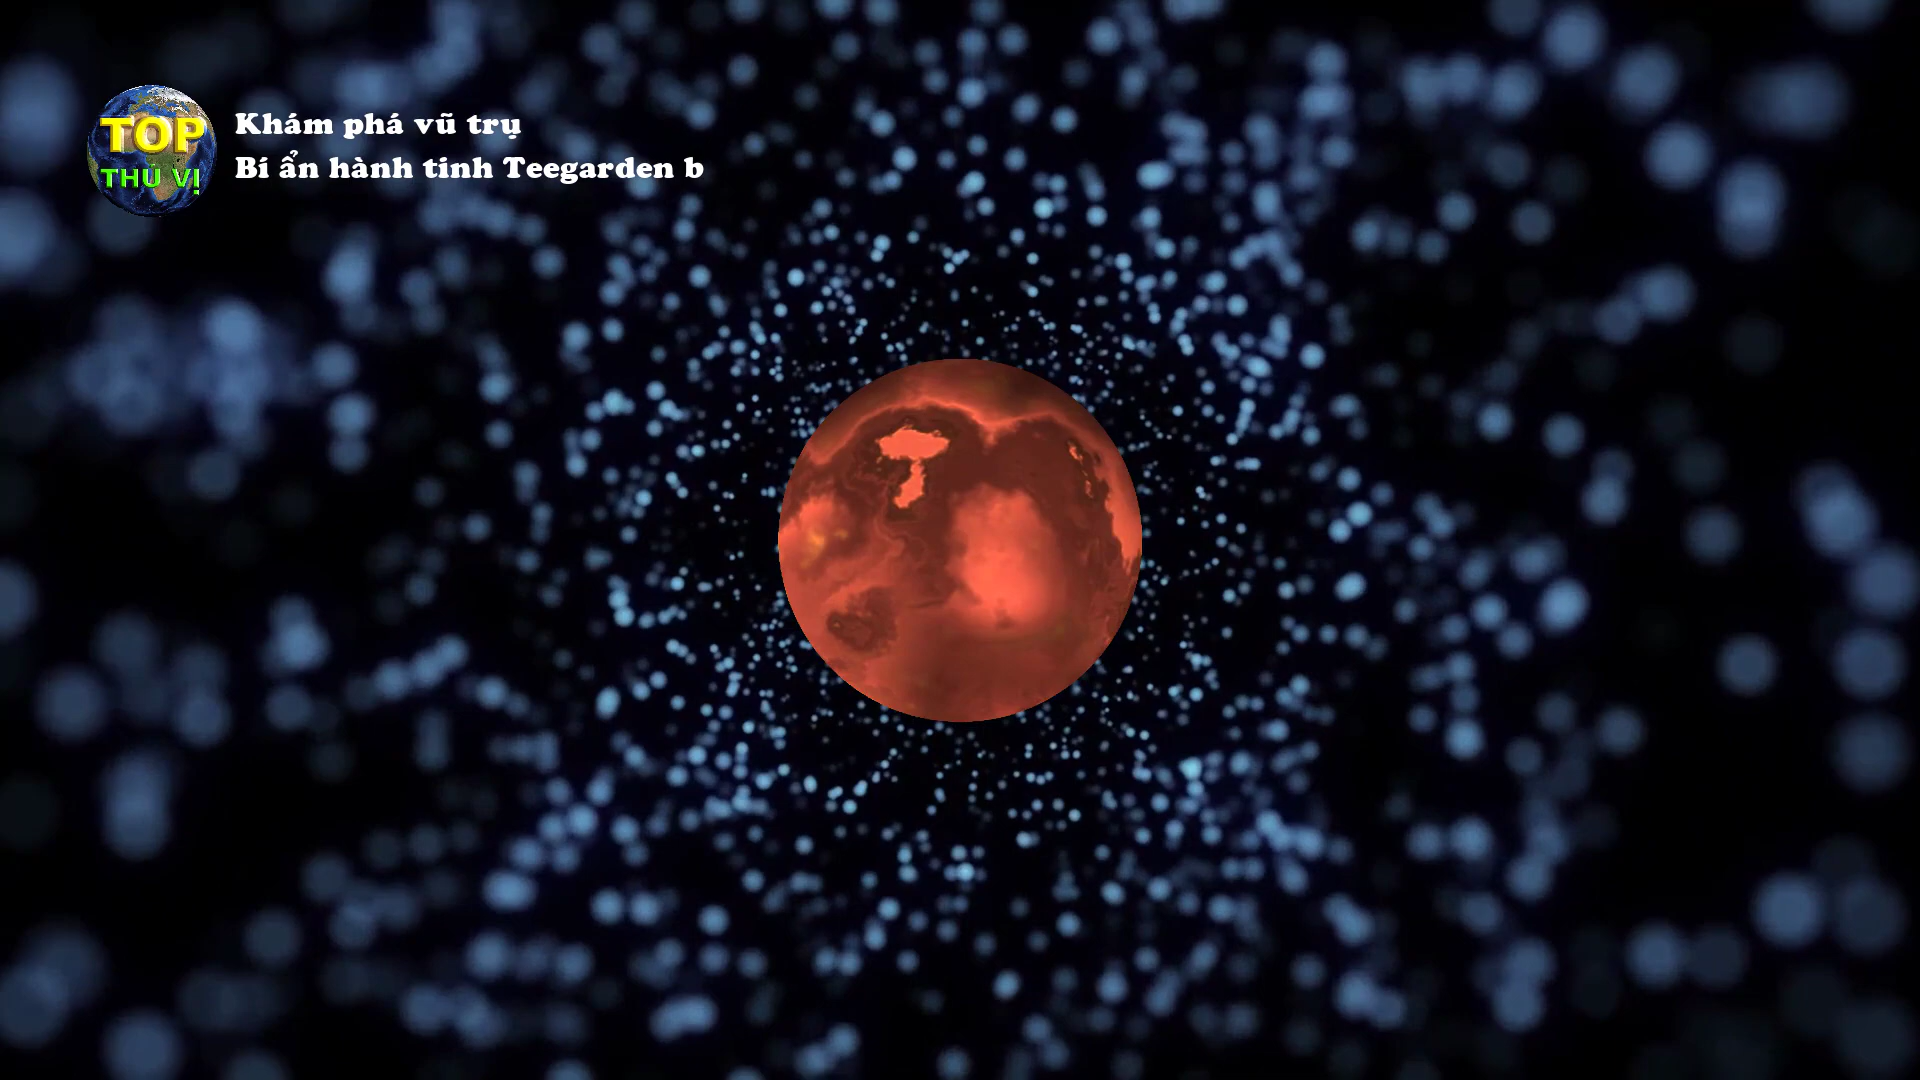 TOP
THÚ VỊ
Khám phá vũ trụ
Bí ẩn hành tinh Teegarden b